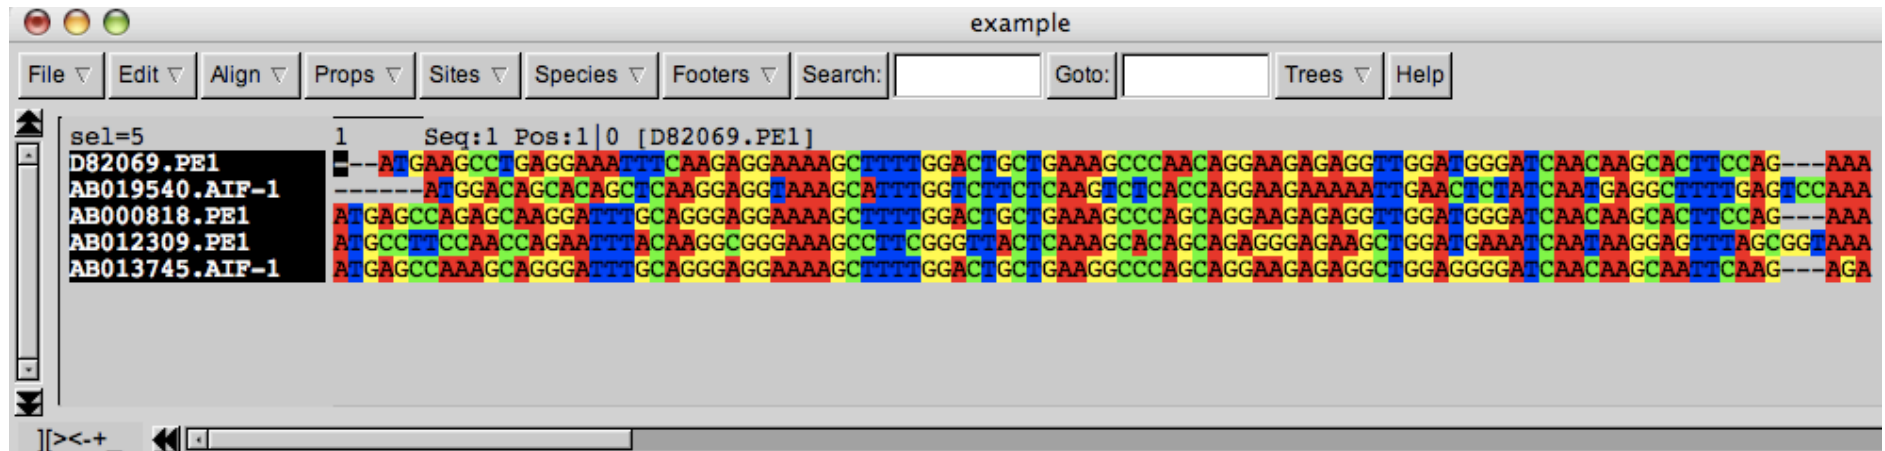 example
File Edit Align Props Sites Species Footers Search: Goto: Trees Help
sel=5 1 Seq:1 Pos:1|0 [D82069.PE1]
D82069.PE1 ---ATGAAGCCTGAGGAAATTTCAAGAGGAAAAGCTTTTGGACTGCTGAAAGCCCAACAGGAAGAGAGGTTGGATGGGATCAACAAGCACTTCCAG---AAA
AB019540.AIF-1 ------ATGGACAGCACAGCTCAAGGAGGTAAAGCATTTGGTCTTCTCAAGTCTCACCAGGAAGAAAAATTGAACTCTATCAATGAGGCTTTTGAGTCCAAA
AB000818.PE1 ATGAGCCAGAGCAAGGATTTGCAGGGAGGAAAAGCTTTTGGACTGCTGAAAGCCCAGCAGGAAGAGAGGTTGGATGGGATCAACAAGCACTTCCAG---AAA
AB012309.PE1 ATGCCTTCCAACCAGAATTTACAAGGCGGGAAAGCCTTCGGGTTACTCAAAGCACAGCAGAGGGAGAAGCTGGATGAAATCAATAAGGAGTTTAGCGGTAAA
AB013745.AIF-1 ATGAGCCAAAGCAGGGATTTGCAGGGAGGAAAAGCTTTTGGACTGCTGAAGGCCCAGCAGGAAGAGAGGCTGGAGGGGATCAACAAGCAATTCAAG---AGA
][><-+_